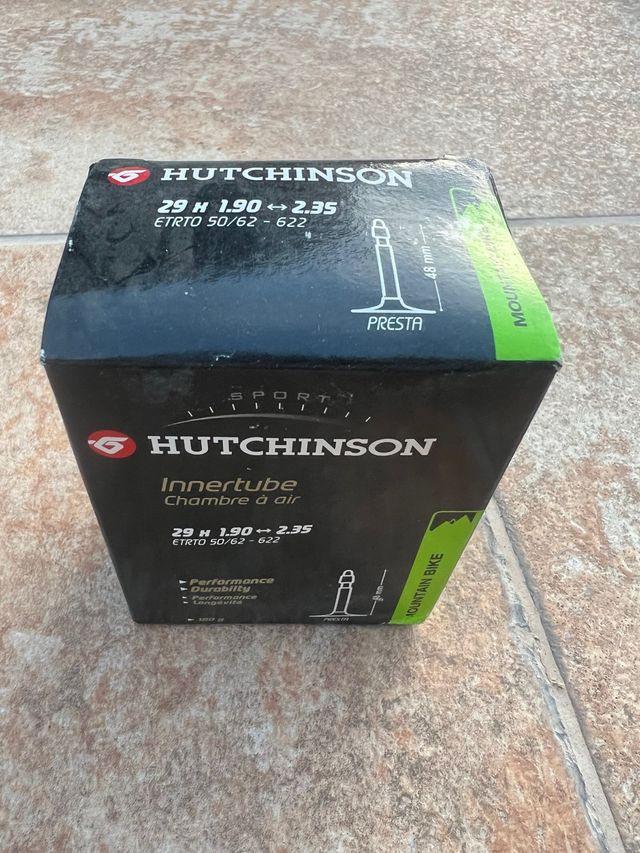 HUTCHINSON
29 x 1.90 ↔ 2.35
ETRTO 50/62 - 622
48 mm
PRESTA
SPORT
HUTCHINSON
Innertube
Chambre à air
29 x 1.90 ↔ 2.35
ETRTO 50/62 - 622
Performance
Durability
Performance
Longévité
PRESTA
MOUNTAIN BIKE